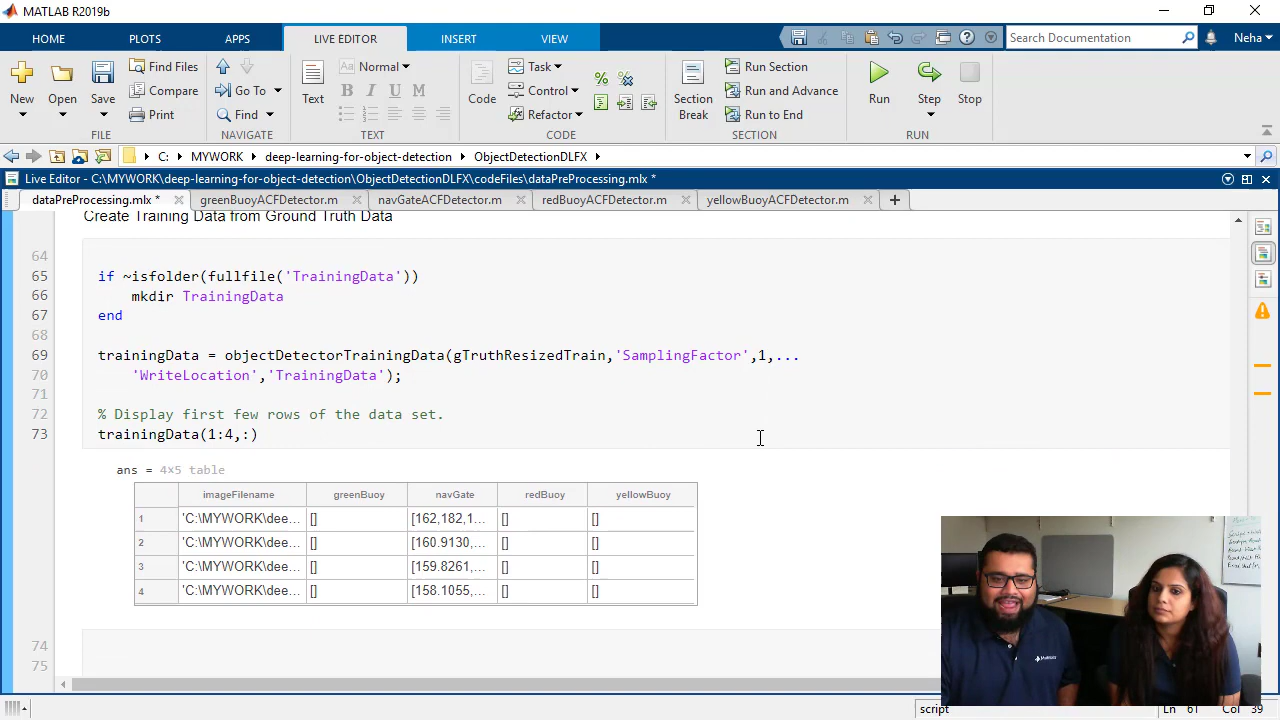 MATLAB R2019b
HOME PLOTS APPS LIVE EDITOR INSERT VIEW
Search Documentation Neha
New Open Save Find Files Compare Print
Go To Find
Text Normal B I U M
Code Task Control Refactor
Section Break Run Section Run and Advance Run to End
Run Step Stop
FILE NAVIGATE TEXT CODE SECTION RUN
C: MYWORK deep-learning-for-object-detection ObjectDetectionDLFX
Live Editor - C:\MYWORK\deep-learning-for-object-detection\ObjectDetectionDLFX\codeFiles\dataPreProcessing.mlx *
dataPreProcessing.mlx * greenBuoyACFDetector.m navGateACFDetector.m redBuoyACFDetector.m yellowBuoyACFDetector.m
Create Training Data from Ground Truth Data
64
65 if ~isfolder(fullfile('TrainingData'))
66 mkdir TrainingData
67 end
68
69 trainingData = objectDetectorTrainingData(gTruthResizedTrain,'SamplingFactor',1,...
70 'WriteLocation','TrainingData');
71
72 % Display first few rows of the data set.
73 trainingData(1:4,:)
ans = 4×5 table
imageFilename greenBuoy navGate redBuoy yellowBuoy
1 'C:\MYWORK\dee... [] [162,182,1... [] []
2 'C:\MYWORK\dee... [] [160.9130,... [] []
3 'C:\MYWORK\dee... [] [159.8261,... [] []
4 'C:\MYWORK\dee... [] [158.1055,... [] []
74
75
script Ln 61 Col 39